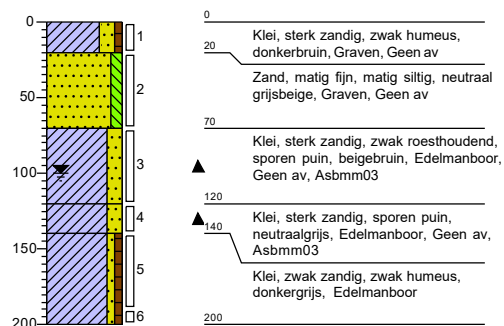 0
50
100
150
200
1
2
3
4
5
6
0
Klei, sterk zandig, zwak humeus,
donkerbruin, Graven, Geen av
20
Zand, matig fijn, matig siltig, neutraal
grijsbeige, Graven, Geen av
70
Klei, sterk zandig, zwak roesthoudend,
sporen puin, beigebruin, Edelmanboor,
Geen av, Asbmm03
120
Klei, sterk zandig, sporen puin,
neutraalgrijs, Edelmanboor, Geen av,
Asbmm03
140
Klei, zwak zandig, zwak humeus,
donkergrijs, Edelmanboor
200